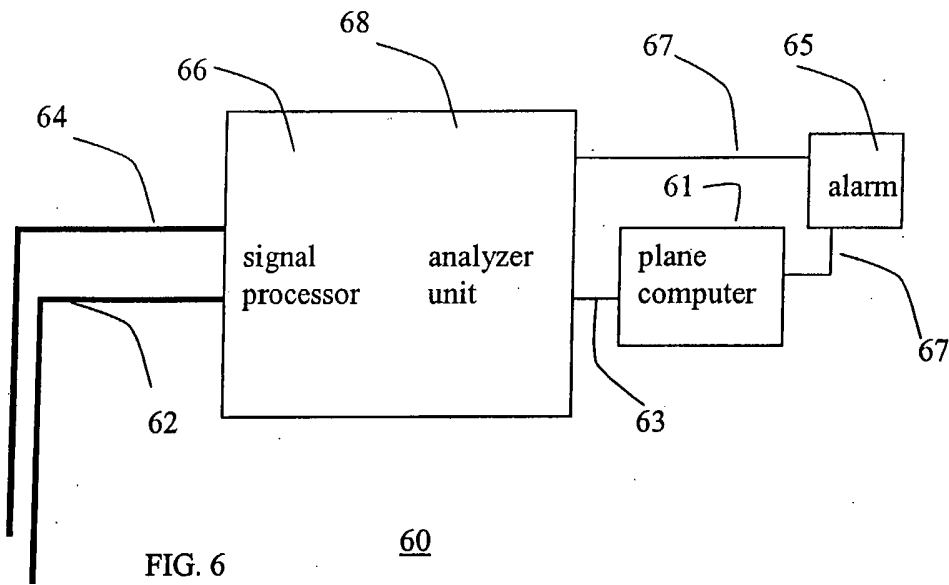 68
67
65
66
64
61
alarm
signal processor
analyzer unit
plane computer
67
62
63
60
FIG. 6